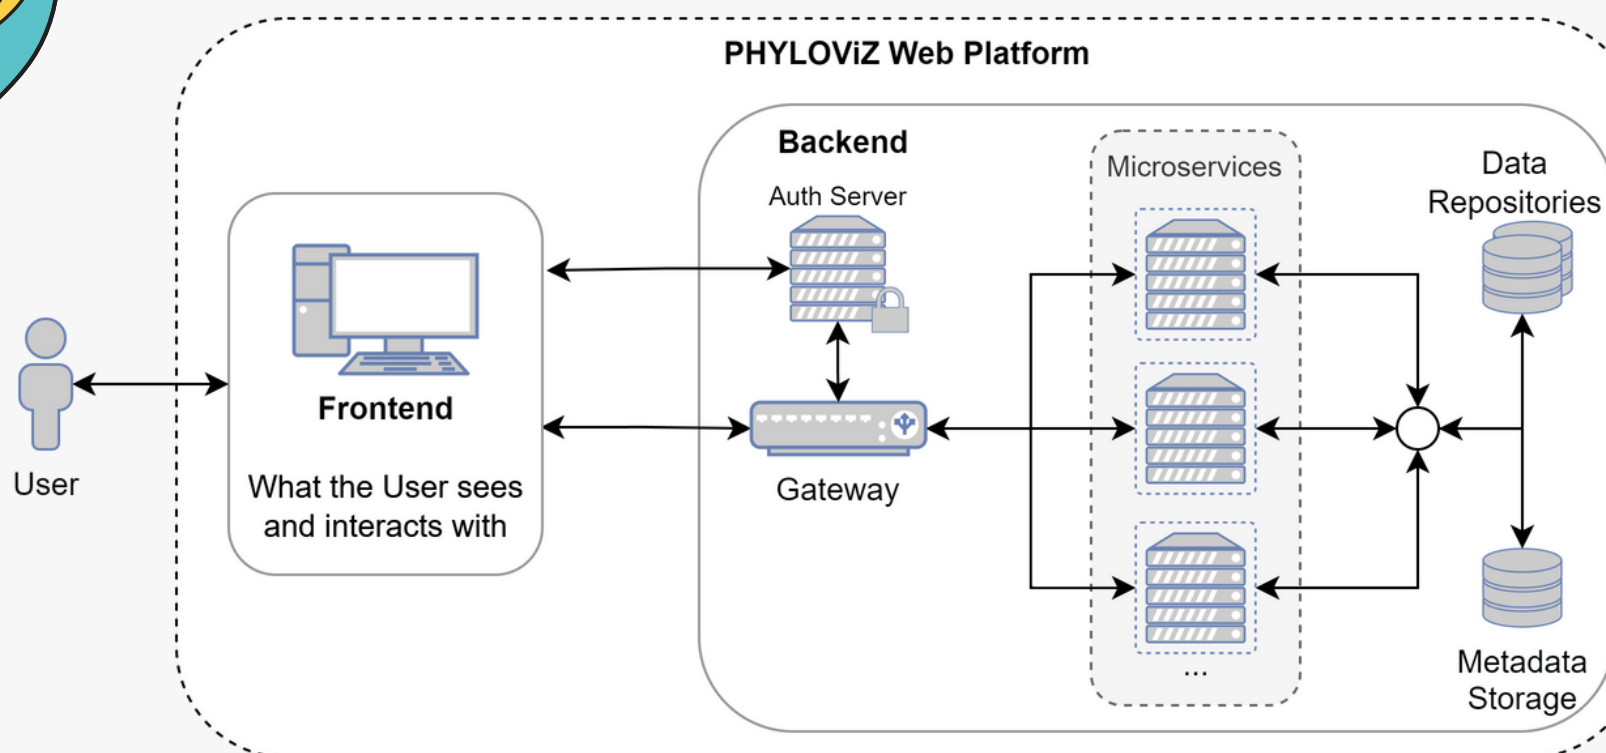 PHYLOViZ Web Platform
Backend
Auth Server
Microservices
Data
Repositories
Frontend
What the User sees
and interacts with
User
Gateway
...
Metadata
Storage